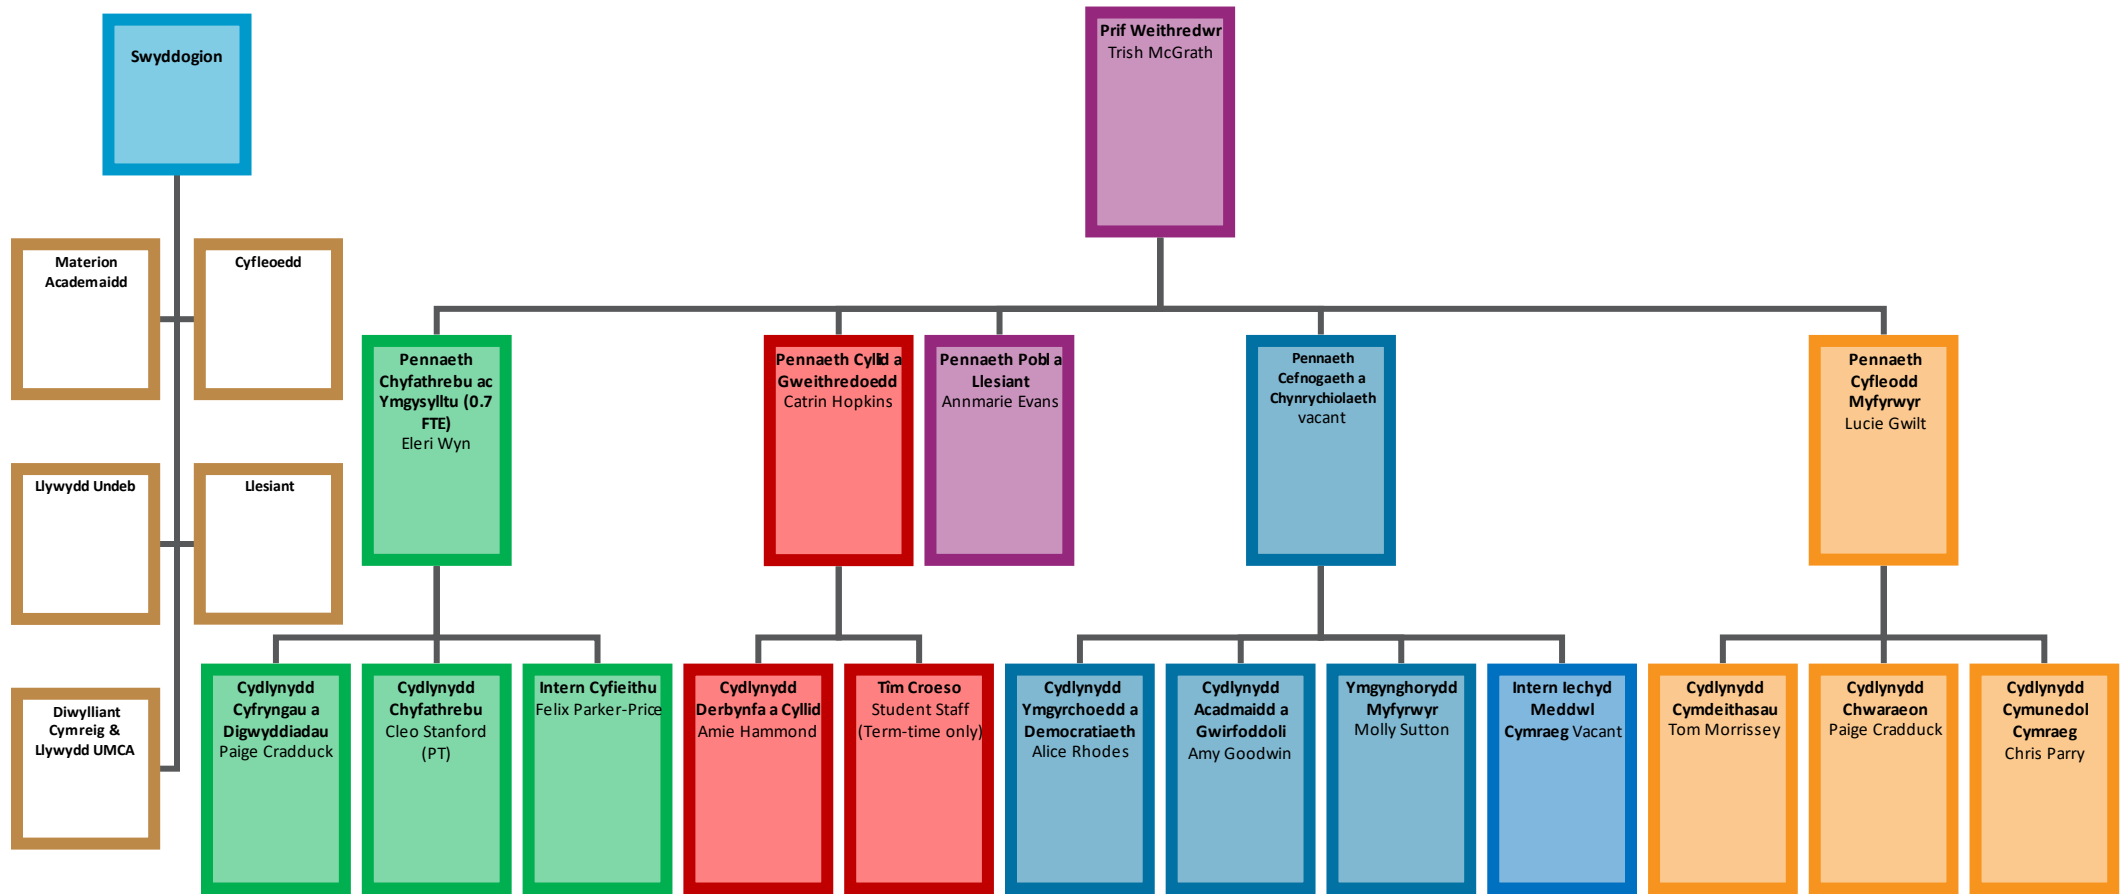 Swyddogion
Materion
Academaidd
Cyfleoedd
Llywydd Undeb
Llesiant
Diwylliant
Cymreig &
Llywydd UMCA
Prif Weithredwr
Trish McGrath
Pennaeth
Chyfathrebu ac
Ymgysylltu (0.7
FTE)
Eleri Wyn
Pennaeth Cyllid a
Gweithredoedd
Catrin Hopkins
Pennaeth Pobl a
Llesiant
Annmarie Evans
Pennaeth
Cefnogaeth a
Chynrychiolaeth
vacant
Pennaeth
Cyfleodd
Myfyrwyr
Lucie Gwilt
Cydlynydd
Cyfryngau a
Digwyddiadau
Paige Cradduck
Cydlynydd
Chyfathrebu
Cleo Stanford
(PT)
Intern Cyfieithu
Felix Parker-Price
Cydlynydd
Derbynfa a Cyllid
Amie Hammond
Tîm Croeso
Student Staff
(Term-time only)
Cydlynydd
Ymgyrchoedd a
Democratiaeth
Alice Rhodes
Cydlynydd
Acadmaidd a
Gwirfoddoli
Amy Goodwin
Ymgynghorydd
Myfyrwyr
Molly Sutton
Intern Iechyd
Meddwl
Cymraeg Vacant
Cydlynydd
Cymdeithasau
Tom Morrissey
Cydlynydd
Chwaraeon
Paige Cradduck
Cydlynydd
Cymunedol
Cymraeg
Chris Parry